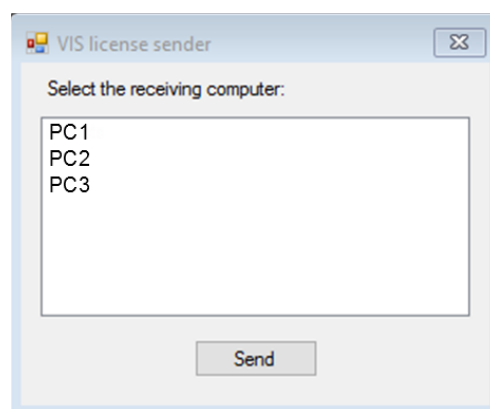 VIS license sender
Select the receiving computer:
PC1
PC2
PC3
Send